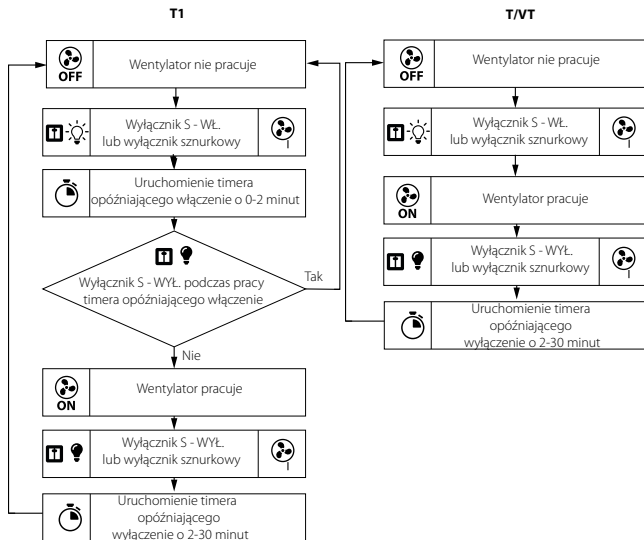 T1
OFF
Wentylator nie pracuje
Wyłącznik S - WŁ.
lub wyłącznik sznurkowy
Uruchomienie timera
opóźniającego włączenie o 0-2 minut
Wyłącznik S - WYŁ. podczas pracy
timera opóźniającego włączenie
Tak
Nie
ON
Wentylator pracuje
Wyłącznik S - WYŁ.
lub wyłącznik sznurkowy
Uruchomienie timera
opóźniającego
wyłączenie o 2-30 minut
T/VT
OFF
Wentylator nie pracuje
Wyłącznik S - WŁ.
lub wyłącznik sznurkowy
ON
Wentylator pracuje
Wyłącznik S - WYŁ.
lub wyłącznik sznurkowy
Uruchomienie timera
opóźniającego
wyłączenie o 2-30 minut